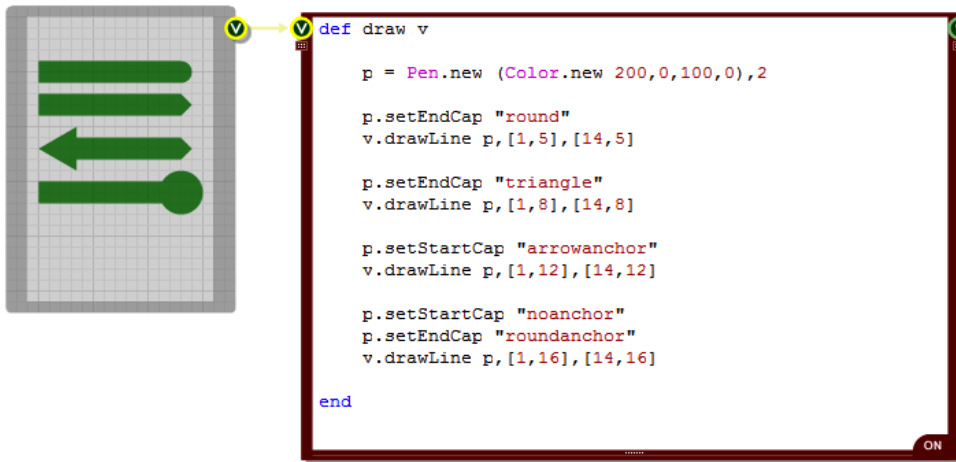 V
V
def draw v
p = Pen.new (Color.new 200,0,100,0),2
p.setEndCap "round"
v.drawLine p,[1,5],[14,5]
p.setEndCap "triangle"
v.drawLine p,[1,8],[14,8]
p.setStartCap "arrowanchor"
v.drawLine p,[1,12],[14,12]
p.setStartCap "noanchor"
p.setEndCap "roundanchor"
v.drawLine p,[1,16],[14,16]
end
ON